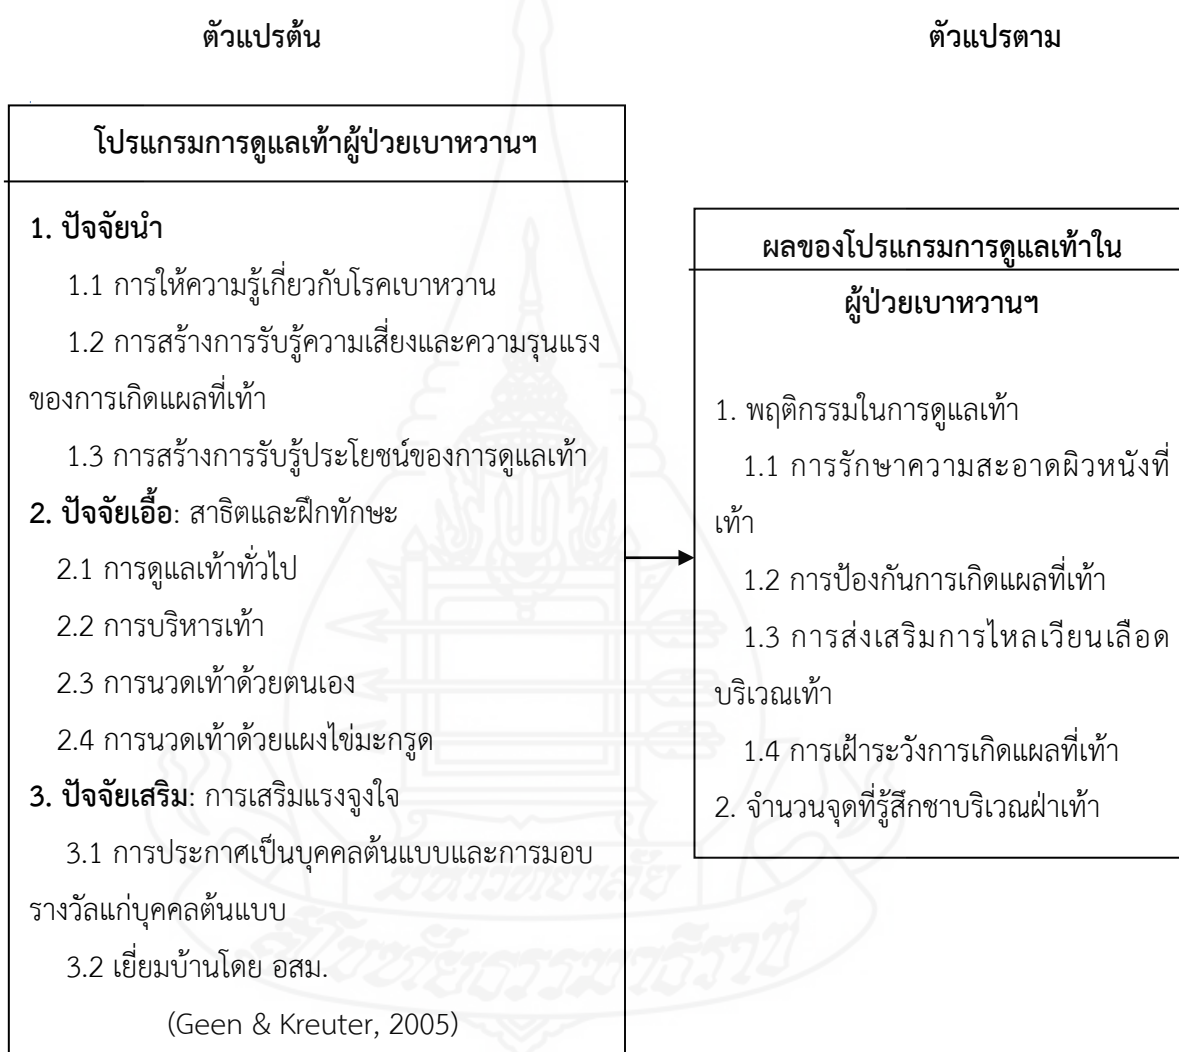 ตัวแปรต้น
ตัวแปรตาม
โปรแกรมการดูแลเท้าผู้ป่วยเบาหวานฯ
1. ปัจจัยนำ
1.1 การให้ความรู้เกี่ยวกับโรคเบาหวาน
1.2 การสร้างการรับรู้ความเสี่ยงและความรุนแรง
ของการเกิดแผลที่เท้า
1.3 การสร้างการรับรู้ประโยชน์ของการดูแลเท้า
2. ปัจจัยเอื้อ: สาธิตและฝึกทักษะ
2.1 การดูแลเท้าทั่วไป
2.2 การบริหารเท้า
2.3 การนวดเท้าด้วยตนเอง
2.4 การนวดเท้าด้วยแผงไข่มะกรูด
3. ปัจจัยเสริม: การเสริมแรงจูงใจ
3.1 การประกาศเป็นบุคคลต้นแบบและการมอบ
รางวัลแก่บุคคลต้นแบบ
3.2 เยี่ยมบ้านโดย อสม.
(Geen & Kreuter, 2005)
ผลของโปรแกรมการดูแลเท้าใน
ผู้ป่วยเบาหวานฯ
1. พฤติกรรมในการดูแลเท้า
1.1 การรักษาความสะอาดผิวหนังที่
เท้า
1.2 การป้องกันการเกิดแผลที่เท้า
1.3 การส่งเสริมการไหลเวียนเลือด
บริเวณเท้า
1.4 การเฝ้าระวังการเกิดแผลที่เท้า
2. จำนวนจุดที่รู้สึกชาบริเวณฝ่าเท้า
มหาวิทยาลัย
สุโขทัยธรรมาธิราช